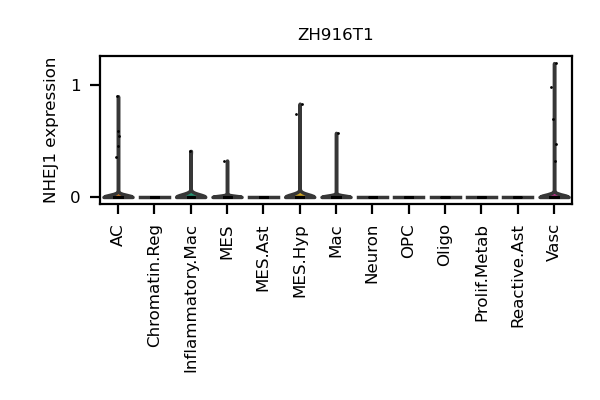 ZH916T1
NHEJ1 expression
1
0
AC
Chromatin.Reg
Inflammatory.Mac
MES
MES.Ast
MES.Hyp
Mac
Neuron
OPC
Oligo
Prolif.Metab
Reactive.Ast
Vasc